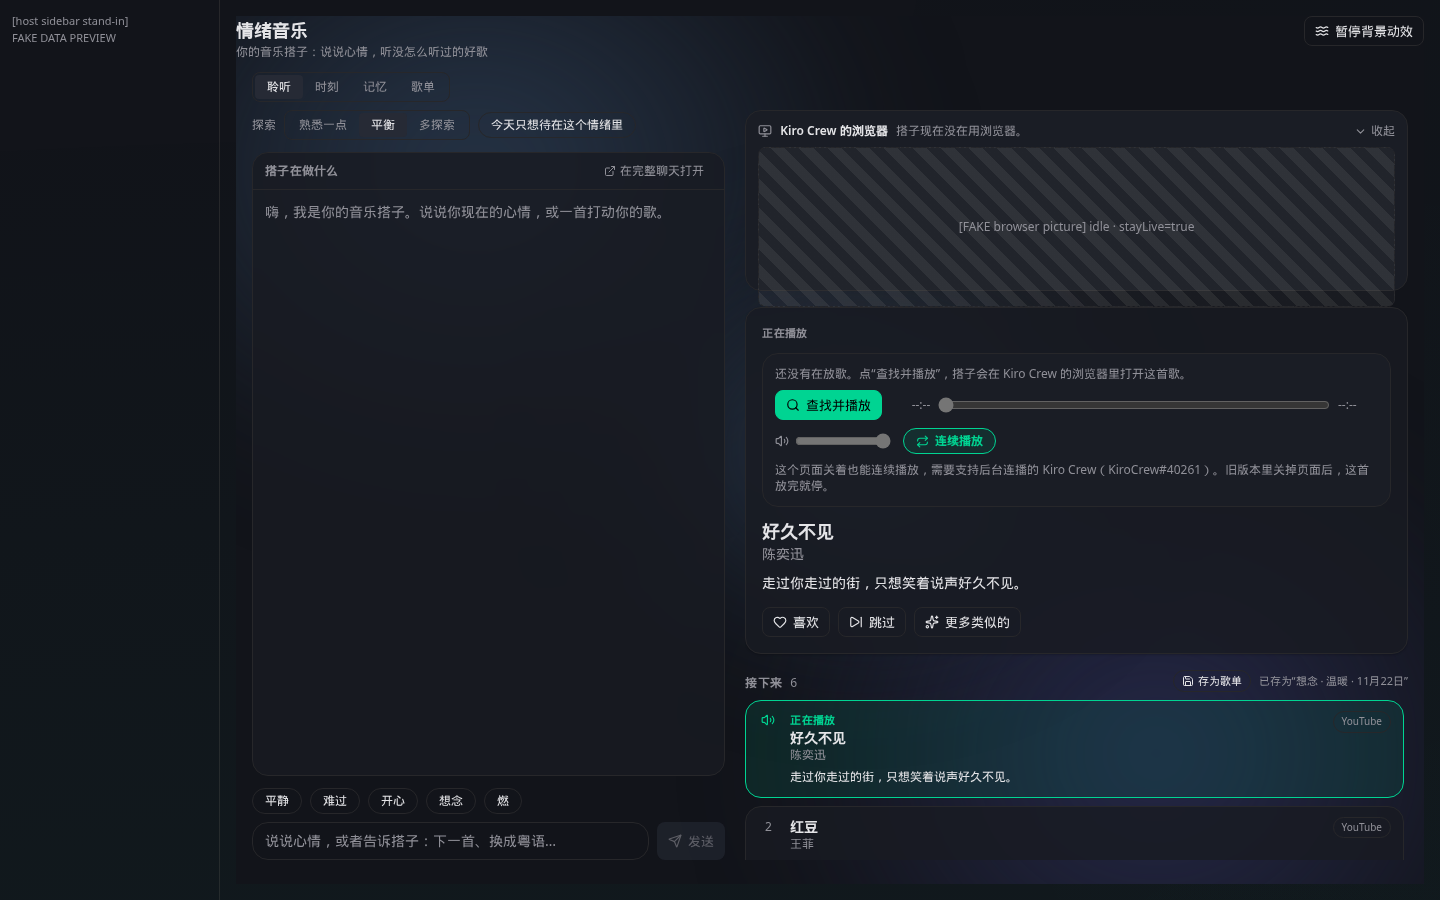 [host sidebar stand-in]
FAKE DATA PREVIEW
情绪音乐
你的音乐搭子：说说心情，听没怎么听过的好歌
暂停背景动效
聆听 时刻 记忆 歌单
探索 熟悉一点 平衡 多探索 今天只想待在这个情绪里
搭子在做什么 在完整聊天打开
嗨，我是你的音乐搭子。说说你现在的心情，或一首打动你的歌。
平静 难过 开心 想念 燃
说说心情，或者告诉搭子：下一首、换成粤语... 发送
Kiro Crew 的浏览器 搭子现在没在用浏览器。 收起
[FAKE browser picture] idle · stayLive=true
正在播放
还没有在放歌。点“查找并播放”，搭子会在 Kiro Crew 的浏览器里打开这首歌。
查找并播放 --:-- --:--
连续播放
这个页面关着也能连续播放，需要支持后台连播的 Kiro Crew（KiroCrew#40261）。旧版本里关掉页面后，这首
放完就停。
好久不见
陈奕迅
走过你走过的街，只想笑着说声好久不见。
喜欢 跳过 更多类似的
接下来 6 存为歌单 已存为“想念 · 温暖 · 11月22日”
正在播放 YouTube
好久不见
陈奕迅
走过你走过的街，只想笑着说声好久不见。
2 红豆 YouTube
王菲